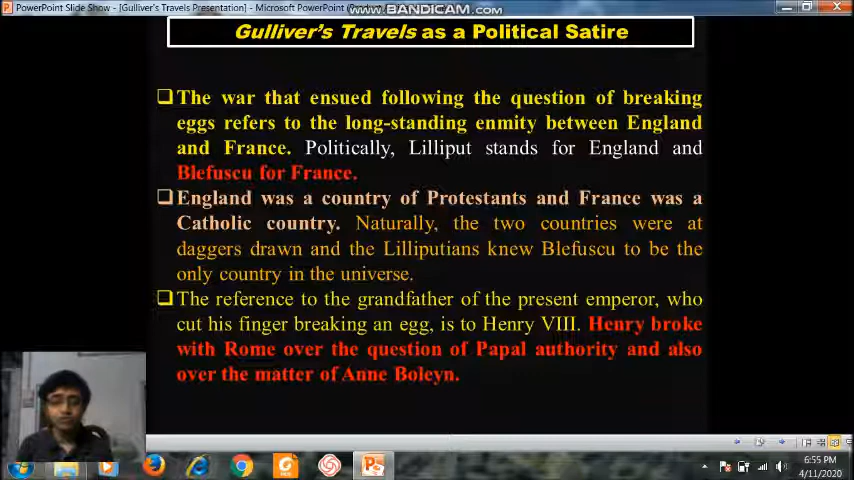 PowerPoint Slide Show - [Gulliver's Travels Presentation] - Microsoft PowerPoint
www.BANDICAM.com
Gulliver's Travels as a Political Satire
The war that ensued following the question of breaking
eggs refers to the long-standing enmity between England
and France. Politically, Lilliput stands for England and
Blefuscu for France.
England was a country of Protestants and France was a
Catholic country. Naturally, the two countries were at
daggers drawn and the Lilliputians knew Blefuscu to be the
only country in the universe.
The reference to the grandfather of the present emperor, who
cut his finger breaking an egg, is to Henry VIII. Henry broke
with Rome over the question of Papal authority and also
over the matter of Anne Boleyn.
6:55 PM
4/11/2020